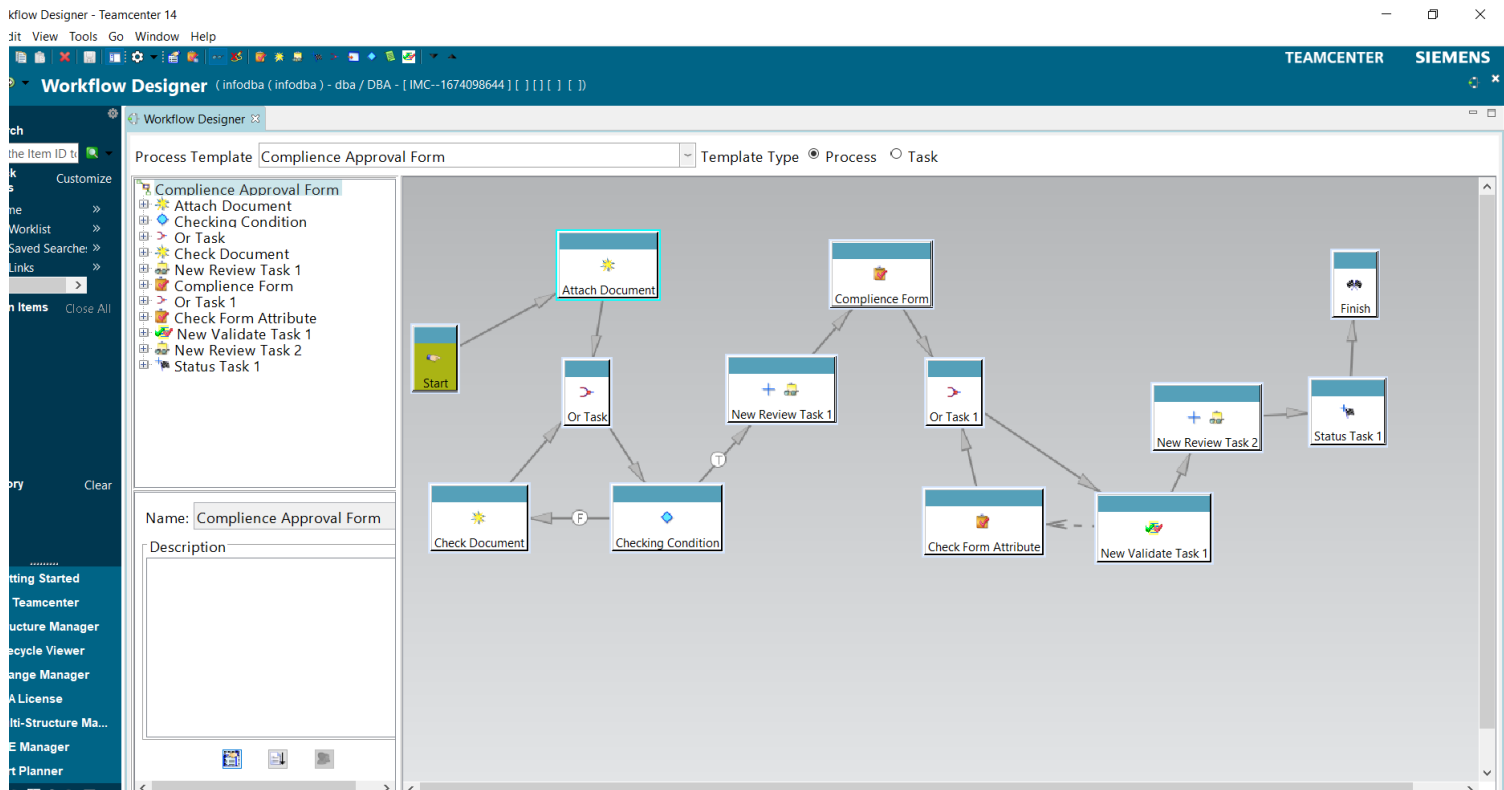 kflow Designer - Teamcenter 14
dit View Tools Go Window Help
TEAMCENTER SIEMENS
Workflow Designer ( infodba ( infodba ) - dba / DBA - [ IMC--1674098644 ] [ ] [ ] [ ] [ ])
rch
the Item ID to
k
s
Customize
me
Worklist
Saved Searche:
Links
n Items Close All
ory Clear
tting Started
Teamcenter
ucture Manager
ecycle Viewer
ange Manager
A License
lti-Structure Ma...
E Manager
rt Planner
Workflow Designer
Process Template Complience Approval Form Template Type Process Task
Complience Approval Form
Attach Document
Checking Condition
Or Task
Check Document
New Review Task 1
Complience Form
Or Task 1
Check Form Attribute
New Validate Task 1
New Review Task 2
Status Task 1
Name: Complience Approval Form
Description
Attach Document
Complience Form
Finish
Start
Or Task
New Review Task 1
Or Task 1
New Review Task 2
Status Task 1
T
F
Check Document
Checking Condition
Check Form Attribute
New Validate Task 1